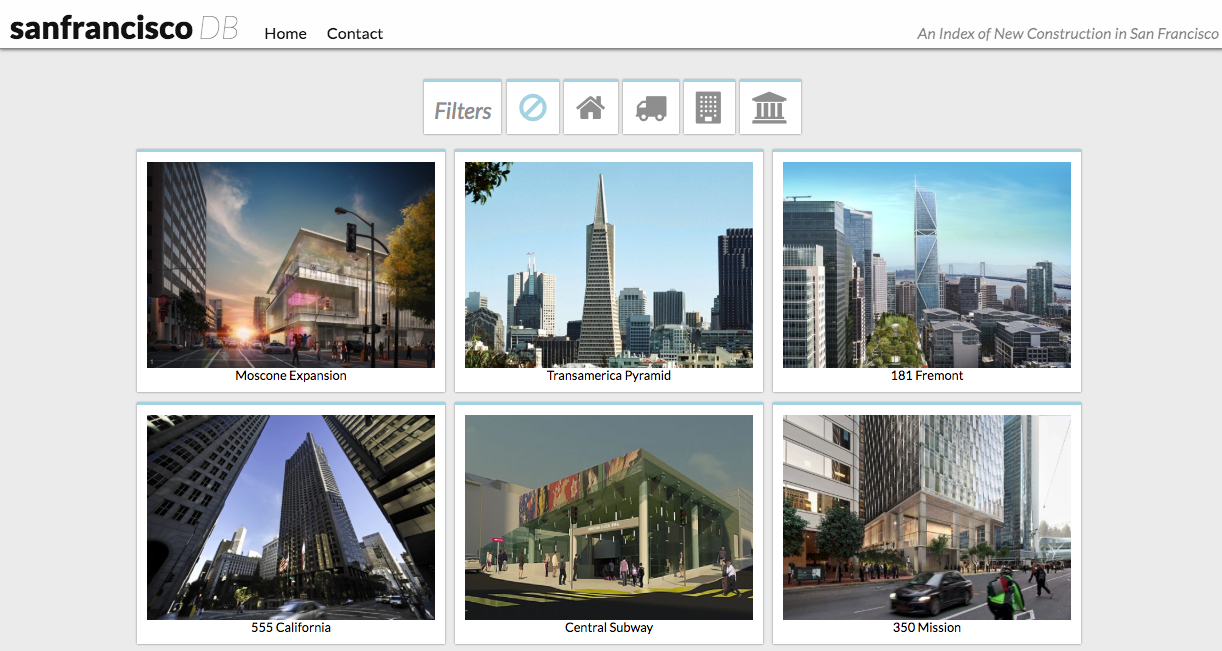 sanfrancisco DB Home Contact An Index of New Construction in San Francisco
Filters
Moscone Expansion Transamerica Pyramid 181 Fremont
555 California Central Subway 350 Mission